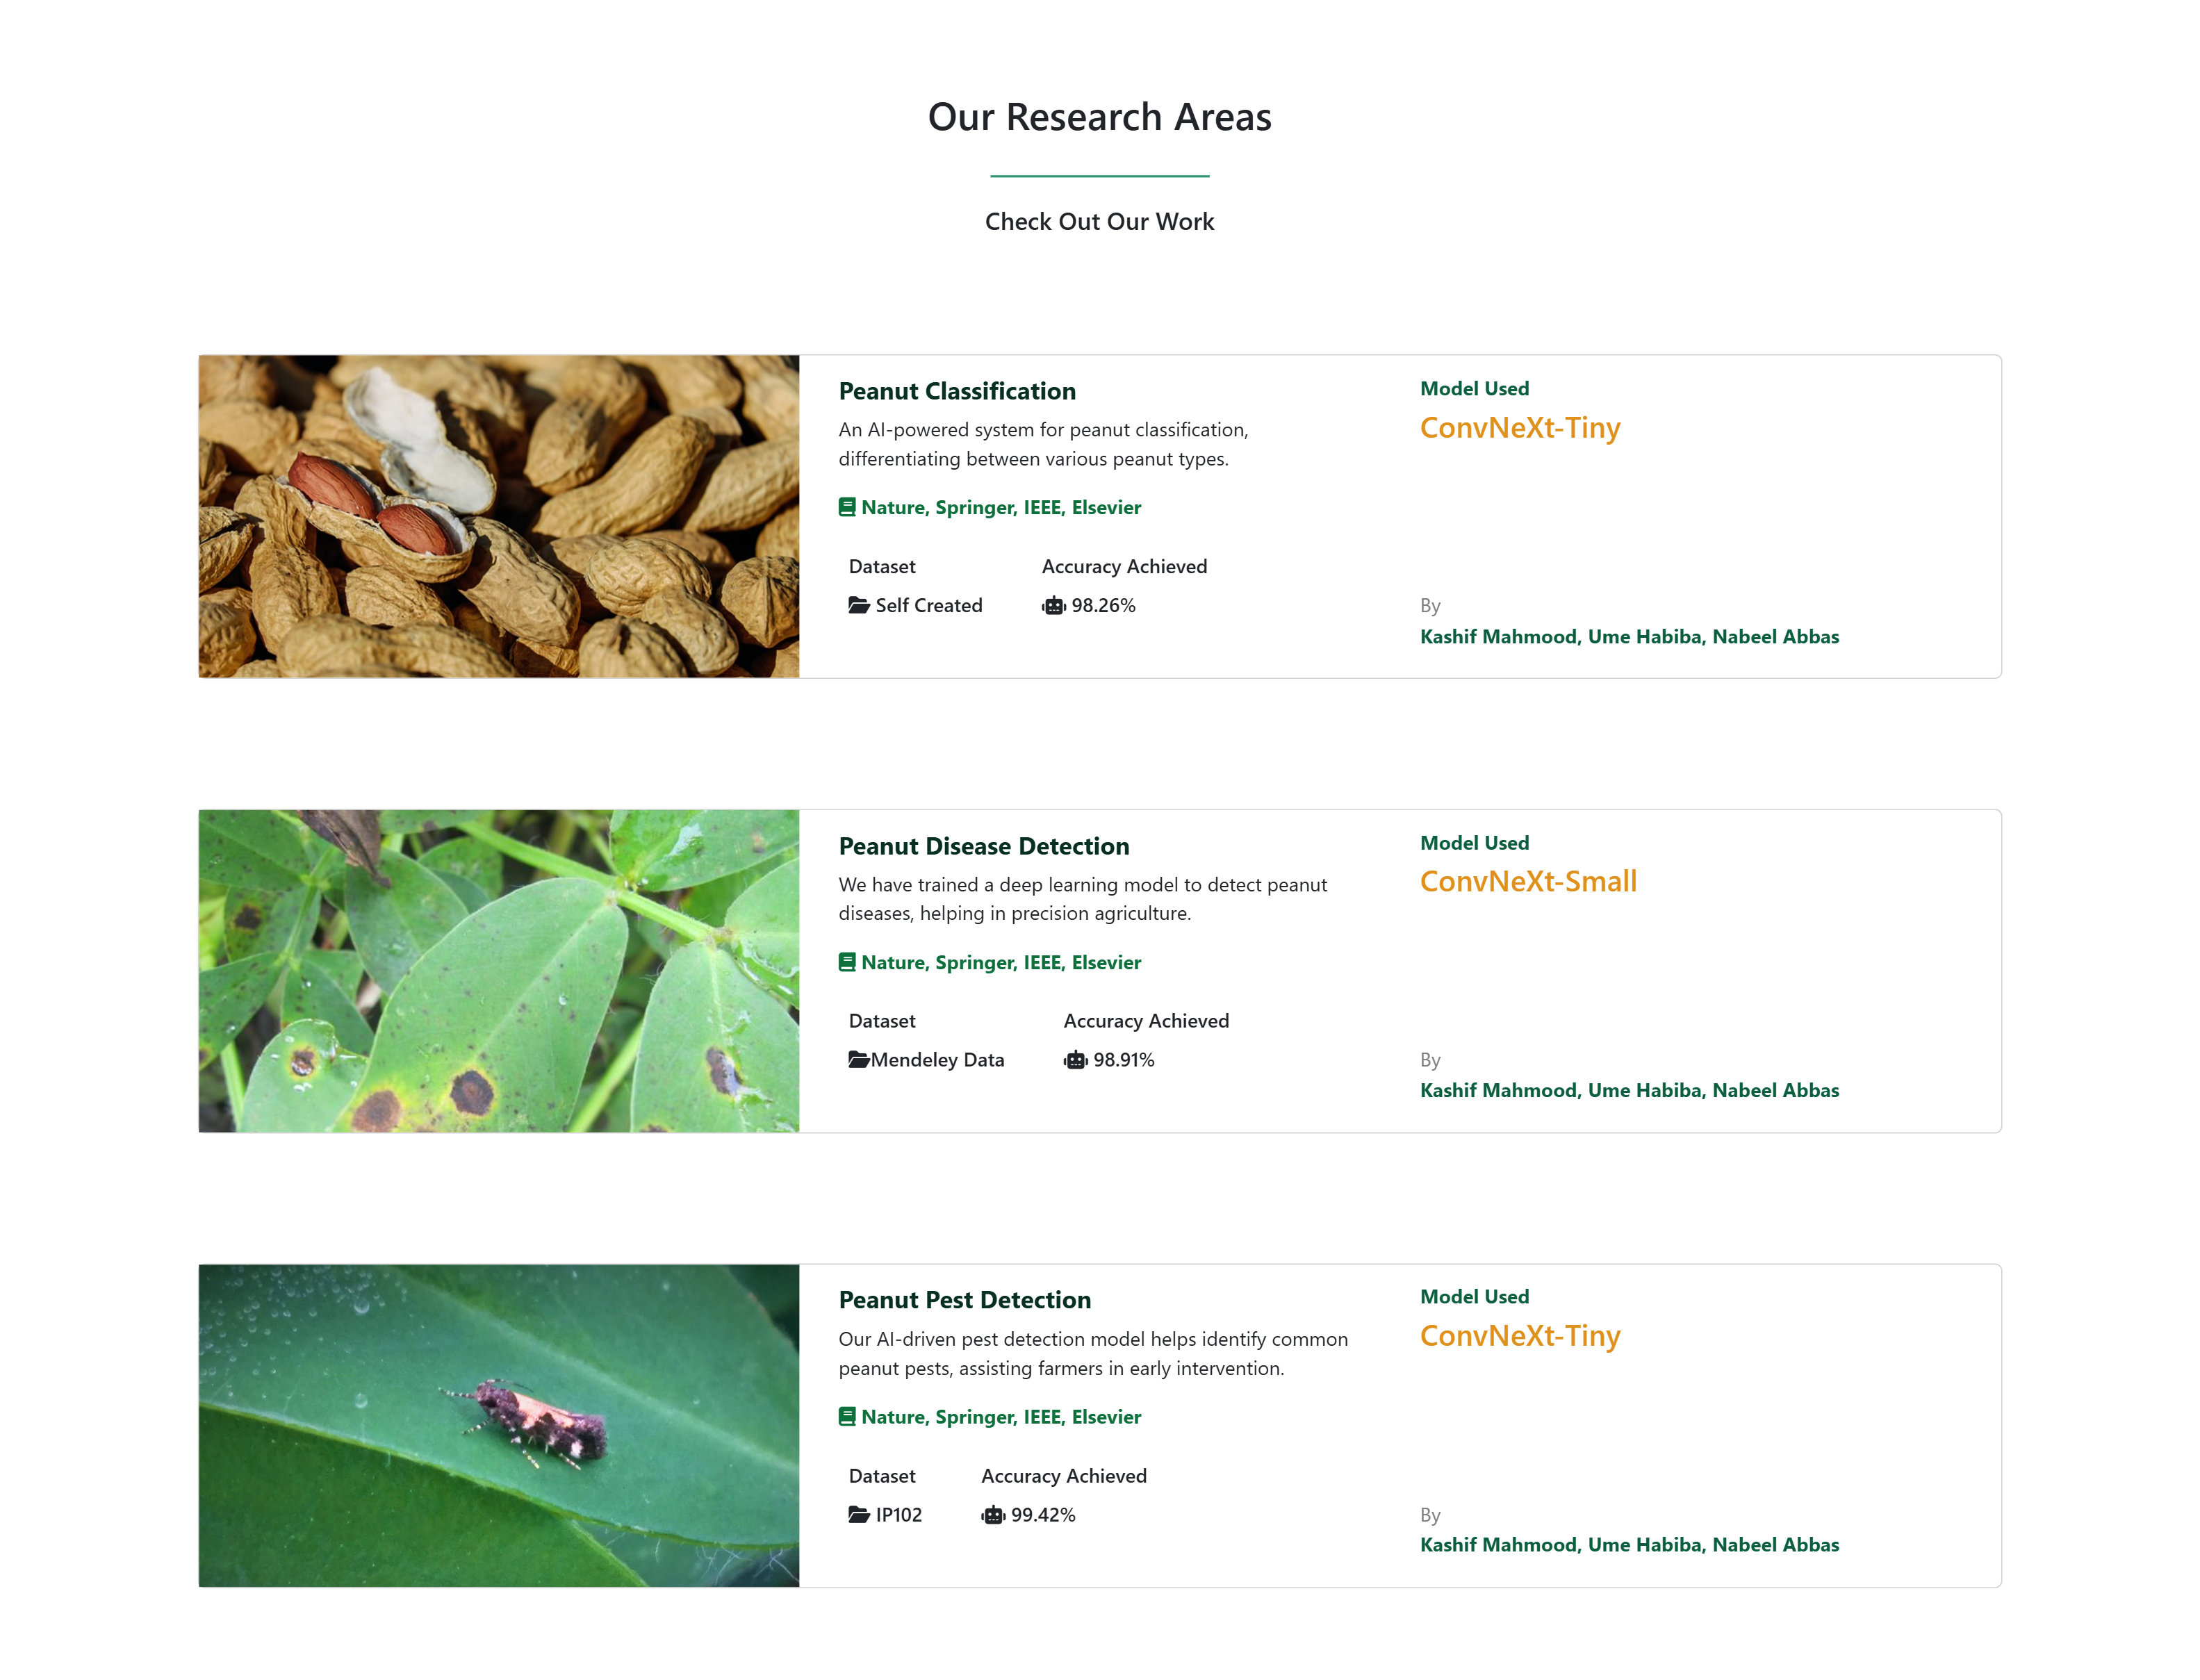 Our Research Areas
Check Out Our Work
Peanut Classification
An AI-powered system for peanut classification,
differentiating between various peanut types.
Nature, Springer, IEEE, Elsevier
Dataset
Accuracy Achieved
Self Created
98.26%
Model Used
ConvNeXt-Tiny
By
Kashif Mahmood, Ume Habiba, Nabeel Abbas
Peanut Disease Detection
We have trained a deep learning model to detect peanut
diseases, helping in precision agriculture.
Nature, Springer, IEEE, Elsevier
Dataset
Accuracy Achieved
Mendeley Data
98.91%
Model Used
ConvNeXt-Small
By
Kashif Mahmood, Ume Habiba, Nabeel Abbas
Peanut Pest Detection
Our AI-driven pest detection model helps identify common
peanut pests, assisting farmers in early intervention.
Nature, Springer, IEEE, Elsevier
Dataset
Accuracy Achieved
IP102
99.42%
Model Used
ConvNeXt-Tiny
By
Kashif Mahmood, Ume Habiba, Nabeel Abbas